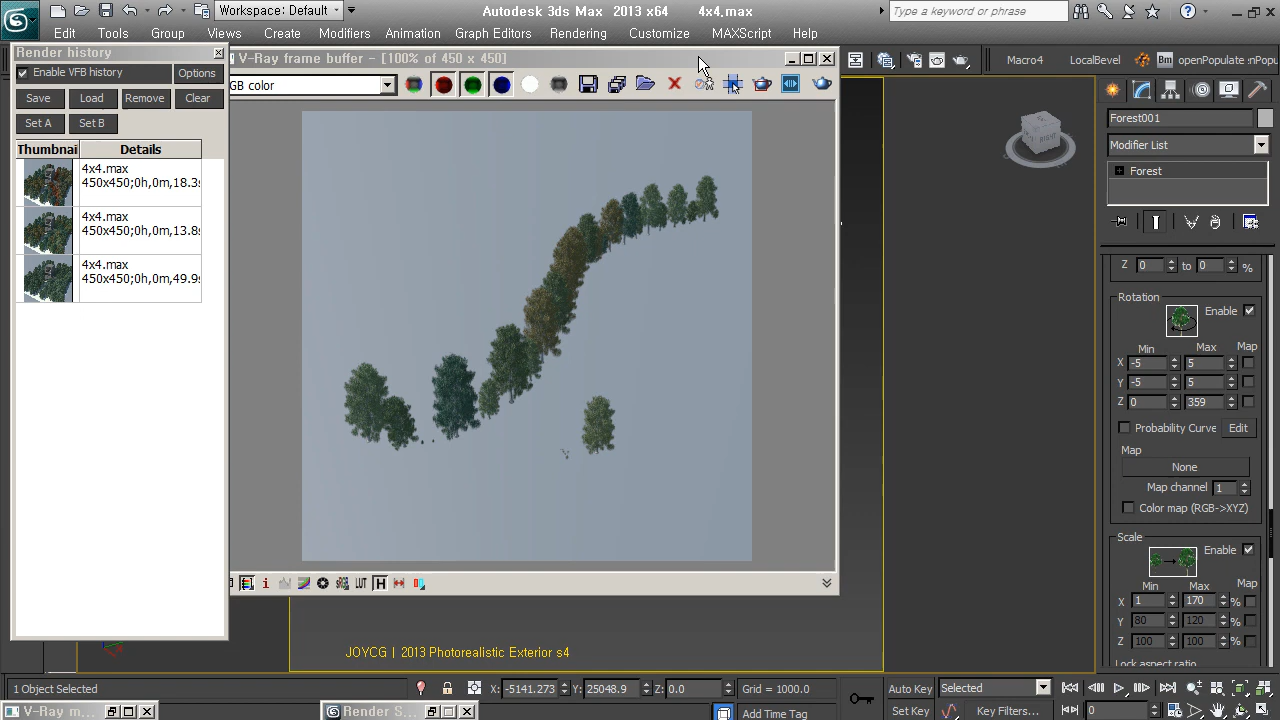 Workspace: Default
Autodesk 3ds Max 2013 x64 4x4.max
Type a keyword or phrase
Edit Tools Group Views Create Modifiers Animation Graph Editors Rendering Customize MAXScript Help
Render history
Enable VFB history Options
Save Load Remove Clear
Set A Set B
Thumbnai Details
4x4.max
450x450;0h,0m,18.3s
4x4.max
450x450;0h,0m,13.8s
4x4.max
450x450;0h,0m,49.9s
V-Ray frame buffer - [100% of 450 x 450]
GB color
sRGB LUT H
JOYCG | 2013 Photorealistic Exterior s4
Macro4 LocalBevel openPopulate nPopu
Forest001
Modifier List
Forest
Z 0 to 0 %
Rotation
Enable
Min Max Map
X -5 5
Y -5 5
Z 0 359
Probability Curve Edit
Map
None
Map channel 1
Color map (RGB->XYZ)
Scale
Enable
Min Max Map
X 1 170 %
Y 80 120 %
Z 100 100 %
Lock aspect ratio
1 Object Selected
X: -5141.273 Y: 25048.9 Z: 0.0 Grid = 1000.0
Auto Key Selected
V-Ray m...
Render S...
Add Time Tag
Set Key Key Filters... 0